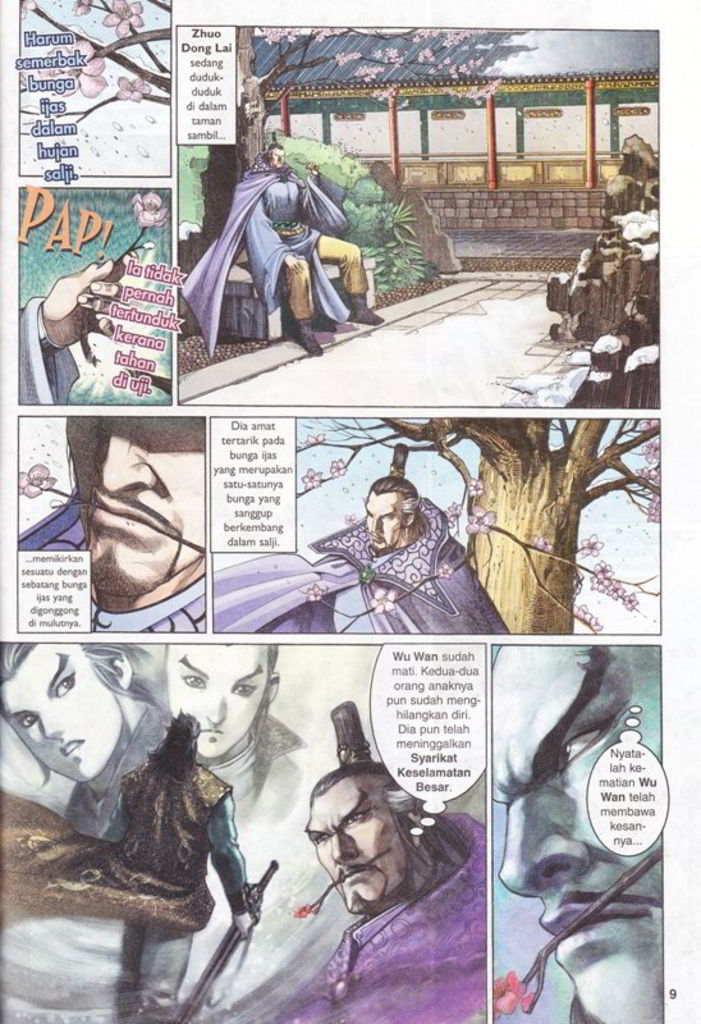 Harum
semerbak
bunga
ijas
dalam
hujan
salji.
Zhuo
Dong Lai
sedang
duduk-
duduk
di dalam
taman
sambil...
PAP!
Ia tidak
pernah
tertunduk
kerana
tahan
di uji.
...memikirkan
sesuatu dengan
sebatang bunga
ijas yang
digonggong
di mulutnya.
Dia amat
tertarik pada
bunga ijas
yang merupakan
satu-satunya
bunga yang
sanggup
berkembang
dalam salji.
Wu Wan sudah
mati. Kedua-dua
orang anaknya
pun sudah meng-
hilangkan diri.
Dia pun telah
meninggalkan
Syarikat
Keselamatan
Besar.
Nyata-
lah ke-
matian Wu
Wan telah
membawa
kesan-
nya...
9